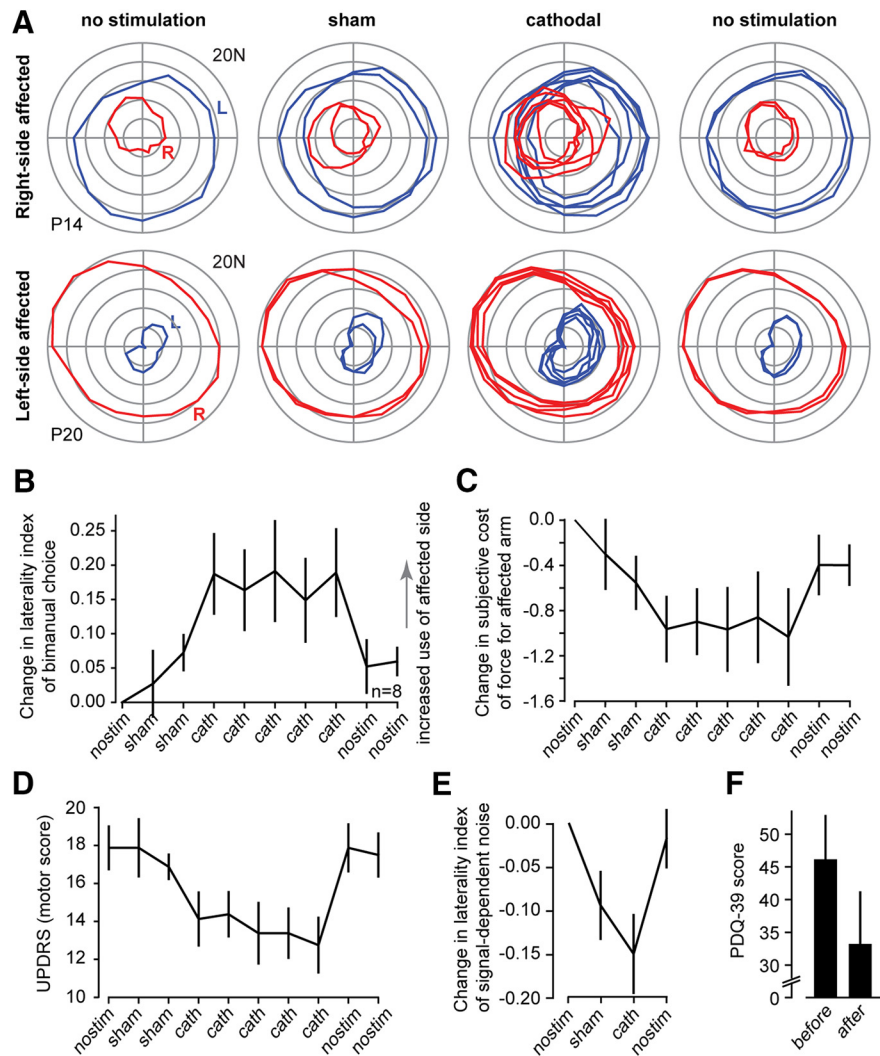 A
no stimulation
sham
cathodal
no stimulation
Right-side affected
20N
L
R
P14
Left-side affected
20N
L
R
P20
B
Change in laterality index
of bimanual choice
0.25
0.20
0.15
0.10
0.05
0.00
n=8
increased use of affected side
nostim
sham
sham
cath
cath
cath
cath
cath
nostim
nostim
C
Change in subjective cost
of force for affected arm
0.0
-0.4
-0.8
-1.2
-1.6
nostim
sham
sham
cath
cath
cath
cath
cath
nostim
nostim
D
UPDRS (motor score)
20
18
16
14
12
10
nostim
sham
sham
cath
cath
cath
cath
cath
nostim
nostim
E
Change in laterality index
of signal-dependent noise
0.00
-0.05
-0.10
-0.15
-0.20
nostim
sham
cath
nostim
F
PDQ-39 score
50
45
40
35
30
0
before
after